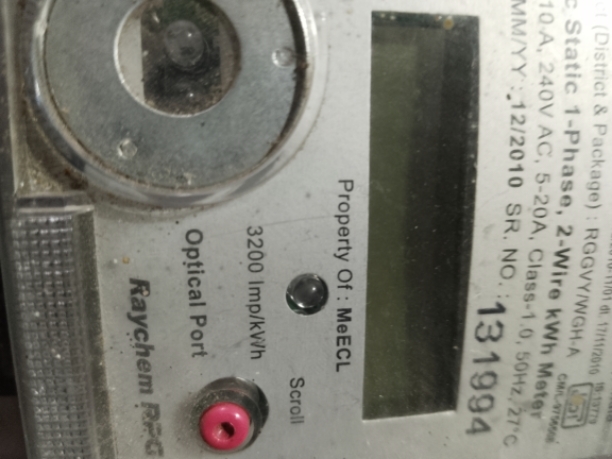 ct (District & Package) : RGGVY/WGH-A
c Static 1-Phase, 2-Wire kWh Meter
10 A, 240V AC, 5-20A, Class-1.0, 50Hz, 27°C
MM/YY : 12/2010 SR. NO. : 131994
Property Of : MeECL
3200 Imp/kWh
Scroll
Optical Port
Raychem RPG